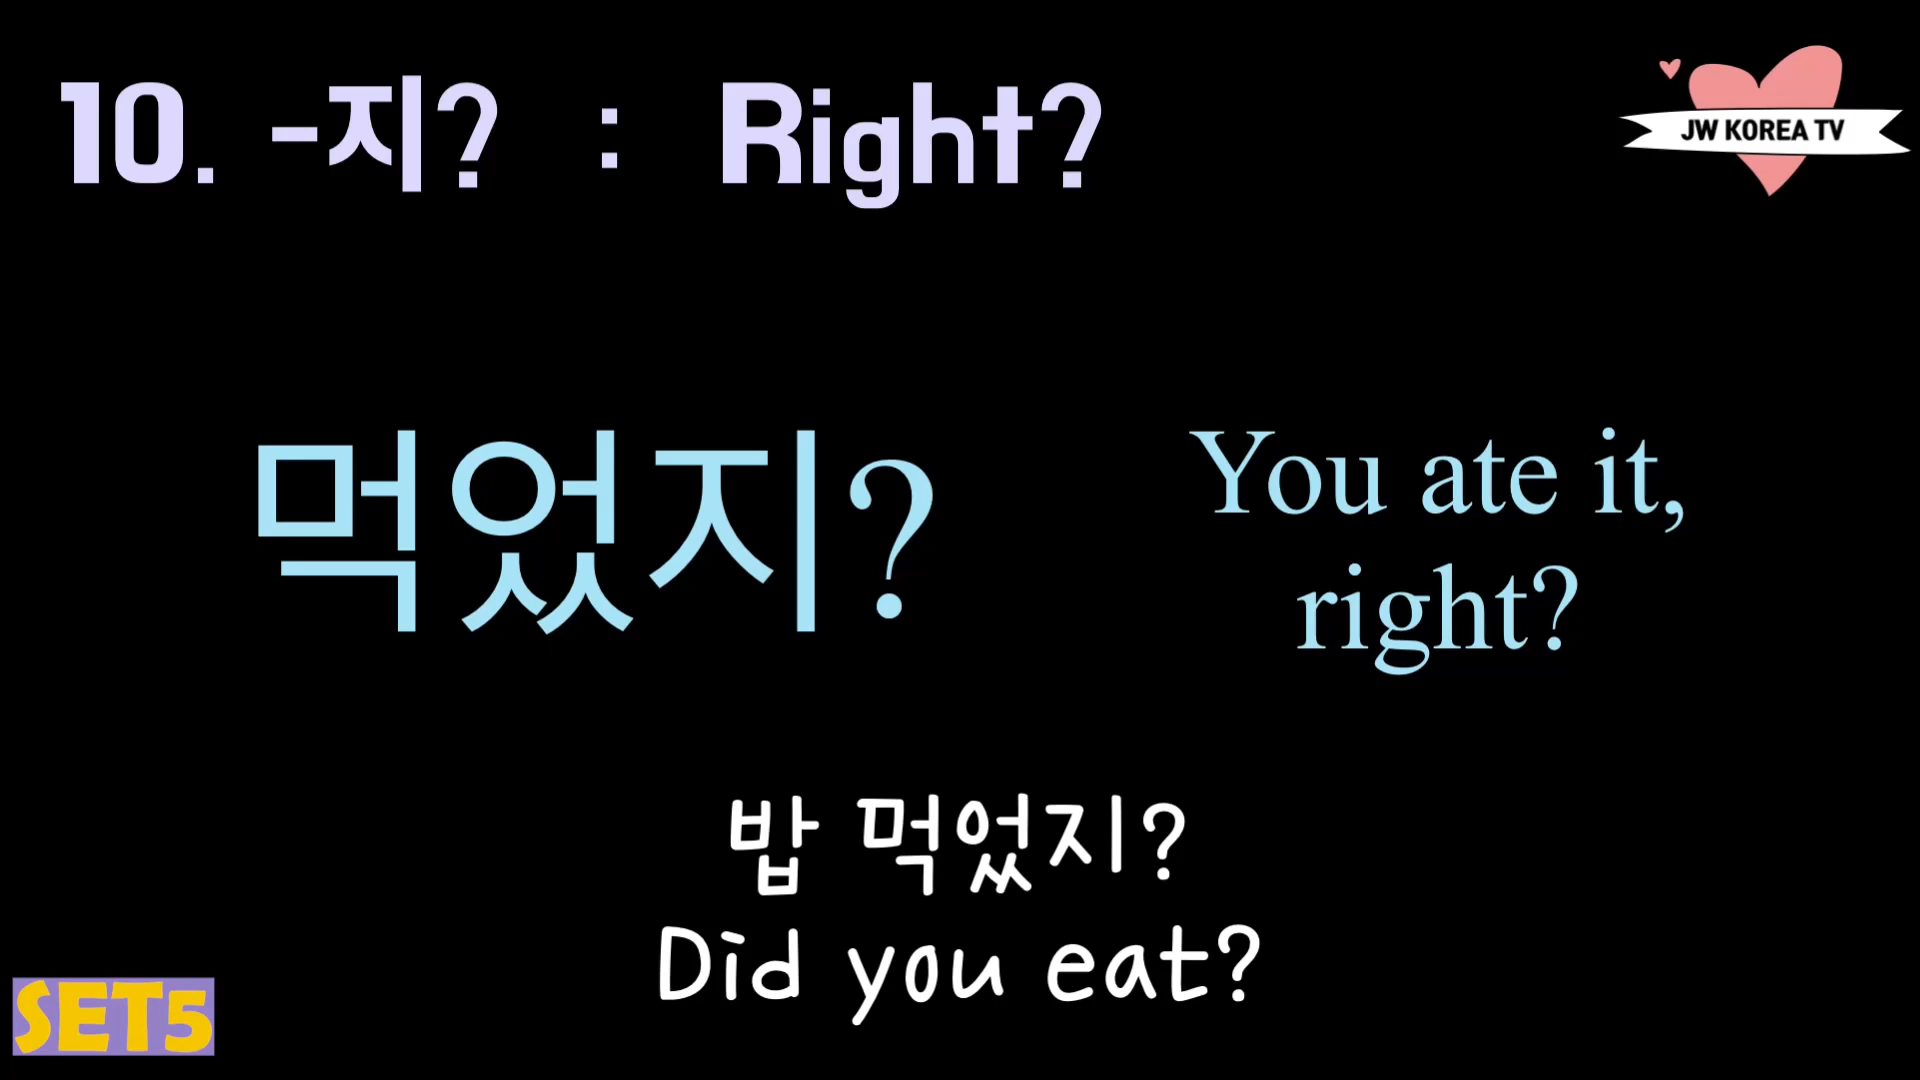 10. -지? : Right?
JW KOREA TV
먹었지?
You ate it,
right?
밥 먹었지?
Did you eat?
SET5